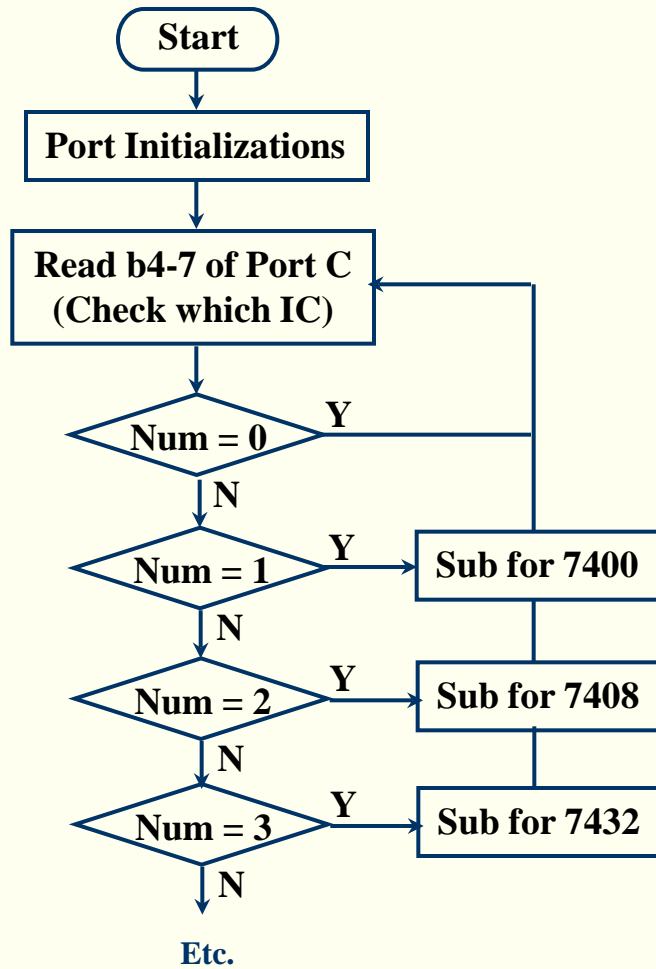 Start
Port Initializations
Read b4-7 of Port C
(Check which IC)
Num = 0
Y
N
Num = 1
Y
Sub for 7400
N
Num = 2
Y
Sub for 7408
N
Num = 3
Y
Sub for 7432
N
Etc.